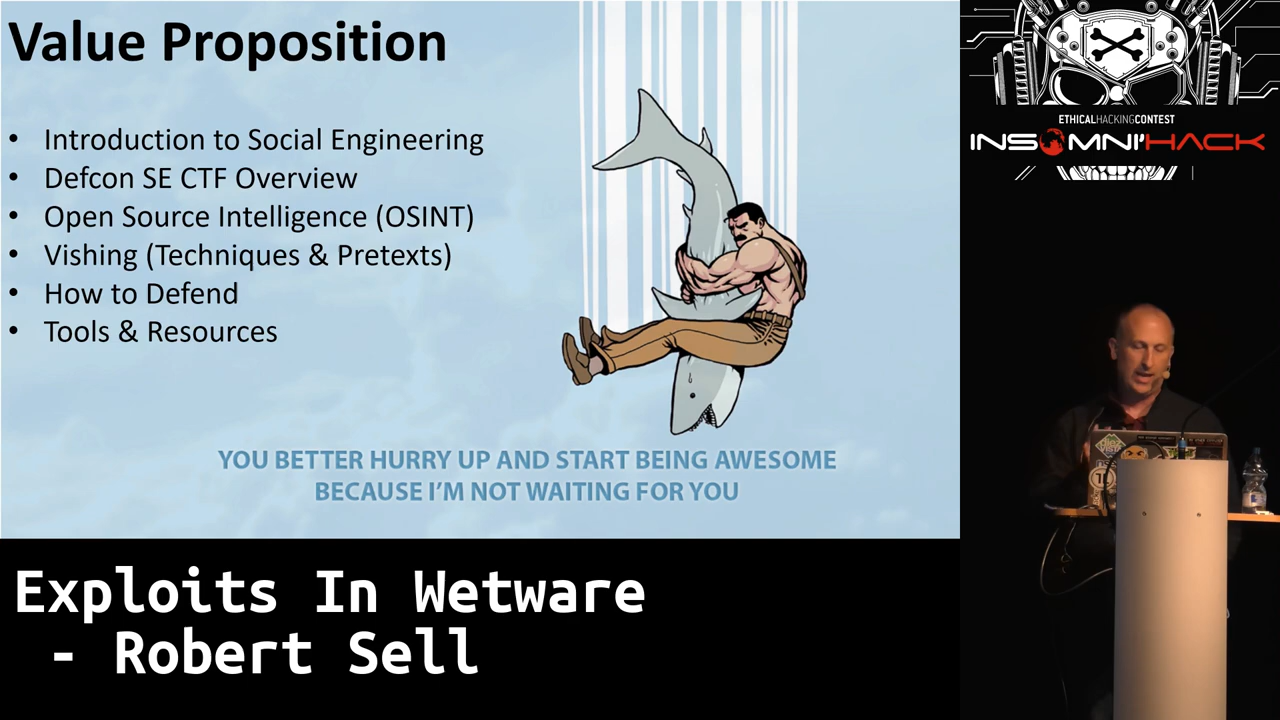 Value Proposition
• Introduction to Social Engineering
• Defcon SE CTF Overview
• Open Source Intelligence (OSINT)
• Vishing (Techniques & Pretexts)
• How to Defend
• Tools & Resources
YOU BETTER HURRY UP AND START BEING AWESOME
BECAUSE I'M NOT WAITING FOR YOU
ETHICALHACKINGCONTEST
INSOMNI'HACK
Exploits In Wetware
- Robert Sell